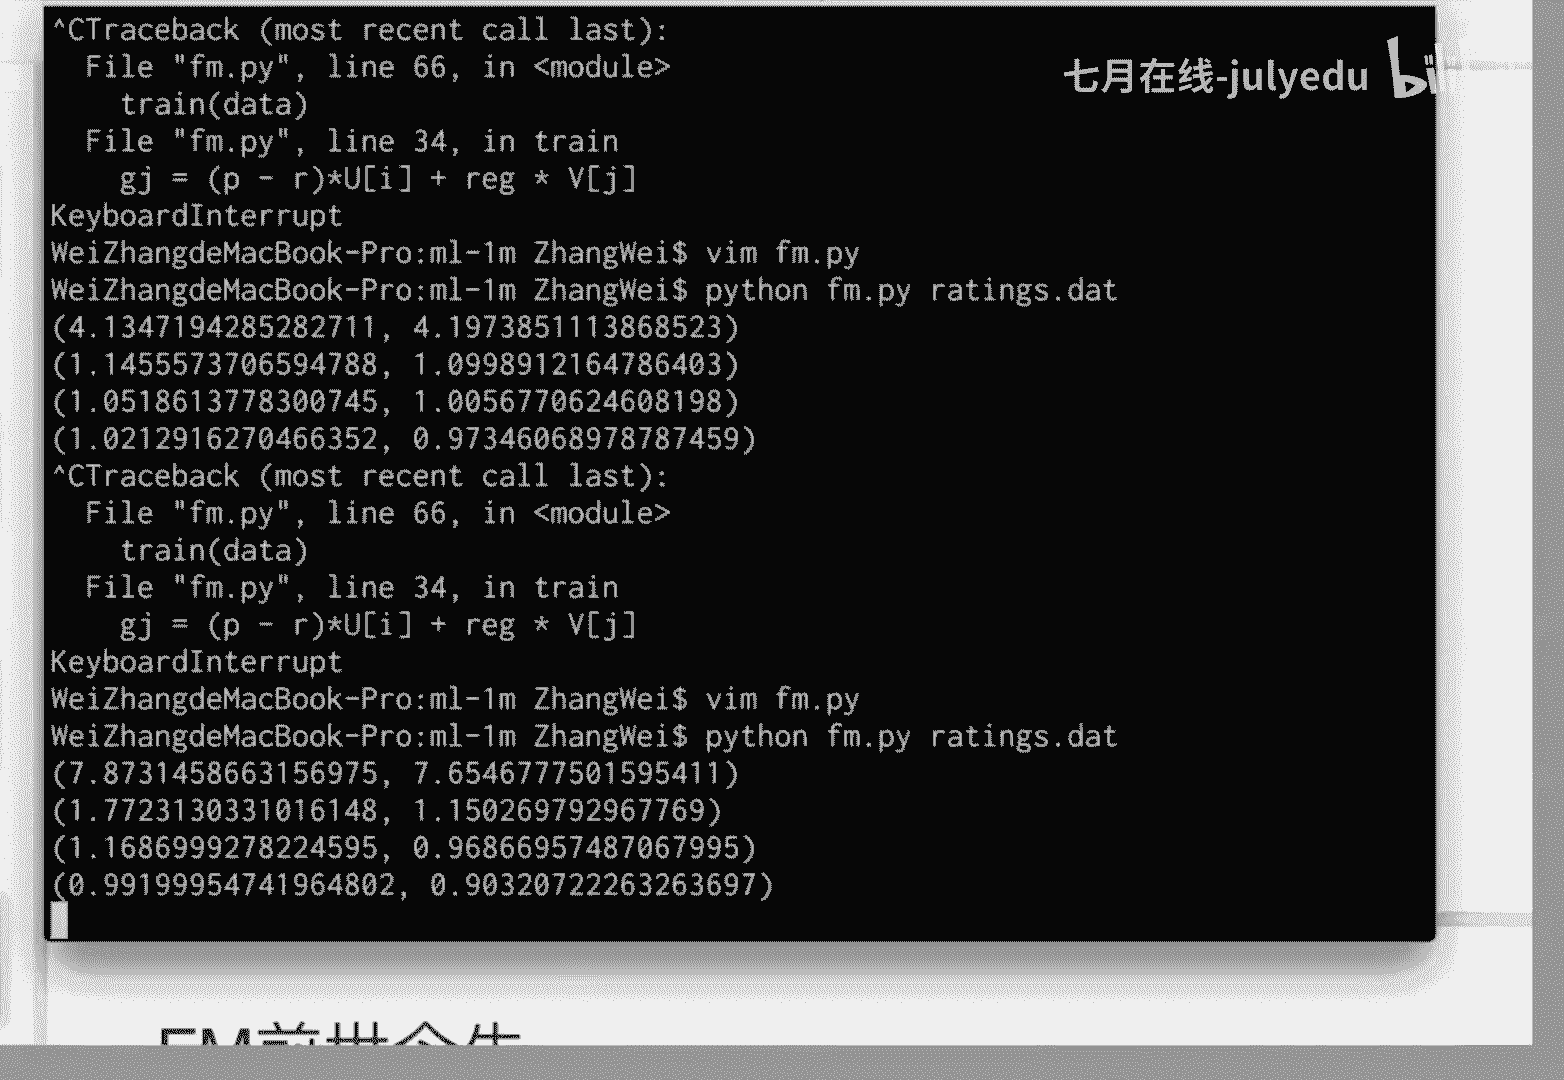 ^CTraceback (most recent call last):
  File "fm.py", line 66, in <module>
    train(data)
  File "fm.py", line 34, in train
    gj = (p - r)*U[i] + reg * V[j]
KeyboardInterrupt
WeiZhangdeMacBook-Pro:ml-1m ZhangWei$ vim fm.py
WeiZhangdeMacBook-Pro:ml-1m ZhangWei$ python fm.py ratings.dat
(4.1347194285282711, 4.1973851113868523)
(1.1455573706594788, 1.0998912164786403)
(1.0518613778300745, 1.0056770624608198)
(1.0212916270466352, 0.97346068978787459)
^CTraceback (most recent call last):
  File "fm.py", line 66, in <module>
    train(data)
  File "fm.py", line 34, in train
    gj = (p - r)*U[i] + reg * V[j]
KeyboardInterrupt
WeiZhangdeMacBook-Pro:ml-1m ZhangWei$ vim fm.py
WeiZhangdeMacBook-Pro:ml-1m ZhangWei$ python fm.py ratings.dat
(7.8731458663156975, 7.6546777501595411)
(1.7723130331016148, 1.150269792967769)
(1.1686999278224595, 0.96866957487067995)
(0.99199954741964802, 0.90320722263263697)
七月在线-julyedu